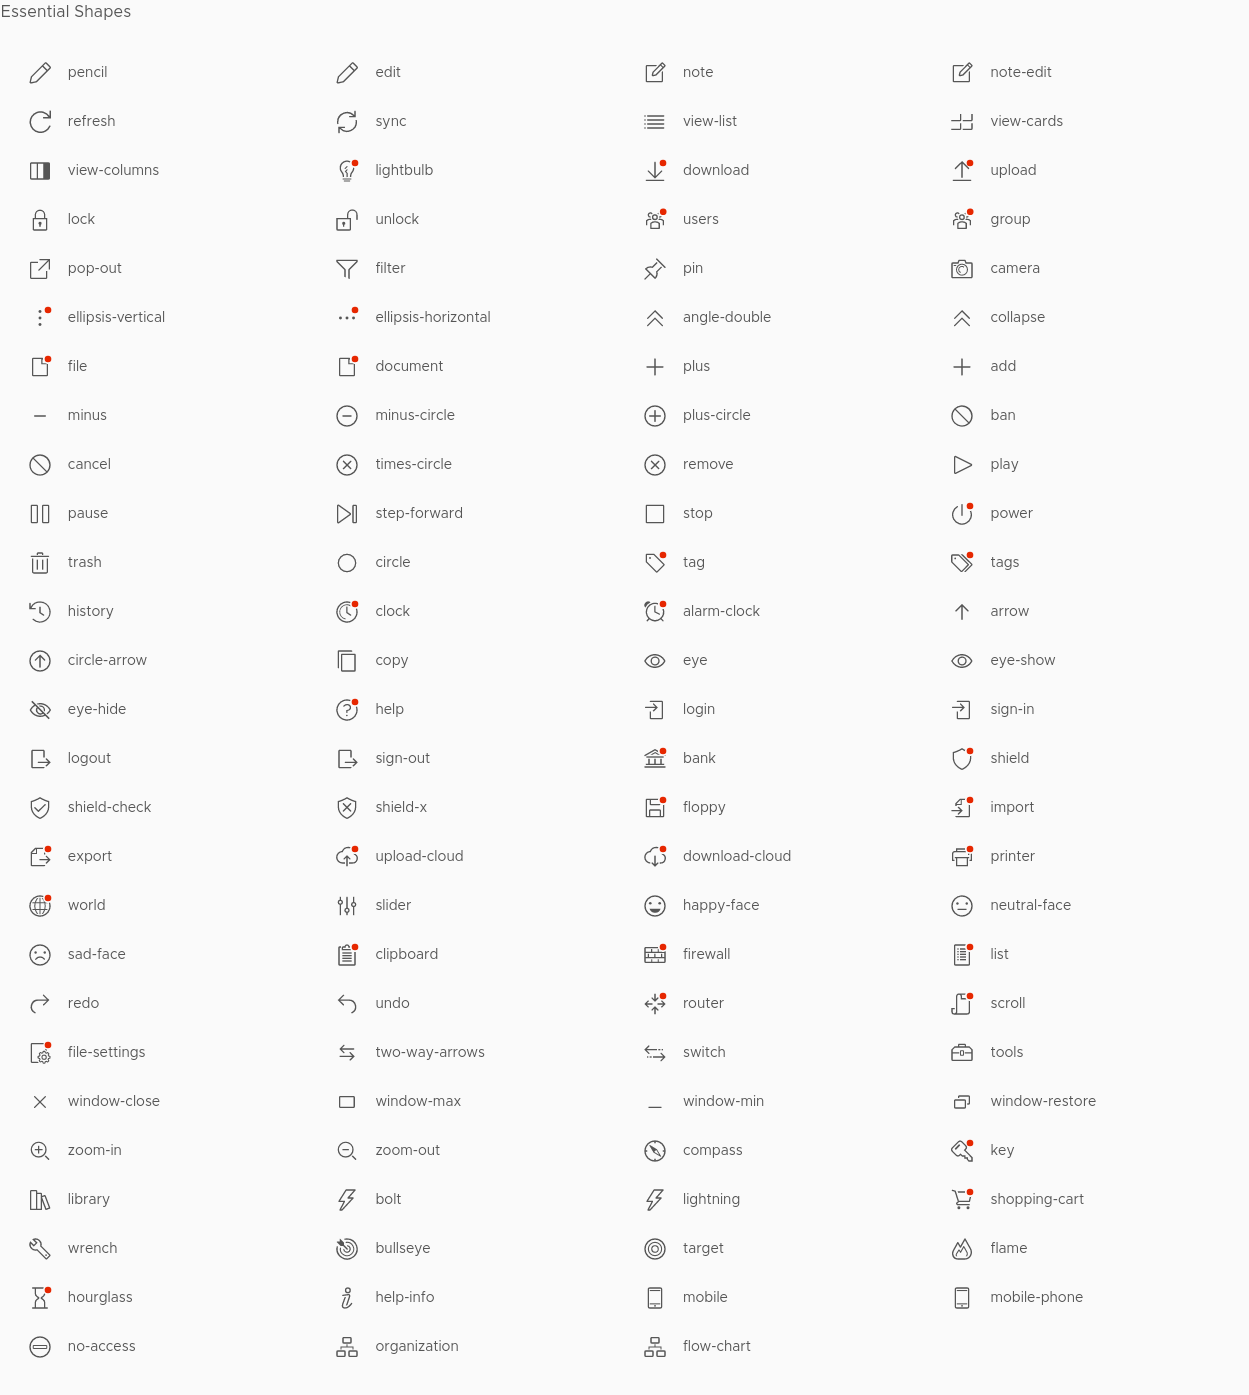 Essential Shapes
pencil edit note note-edit
refresh sync view-list view-cards
view-columns lightbulb download upload
lock unlock users group
pop-out filter pin camera
ellipsis-vertical ellipsis-horizontal angle-double collapse
file document plus add
minus minus-circle plus-circle ban
cancel times-circle remove play
pause step-forward stop power
trash circle tag tags
history clock alarm-clock arrow
circle-arrow copy eye eye-show
eye-hide help login sign-in
logout sign-out bank shield
shield-check shield-x floppy import
export upload-cloud download-cloud printer
world slider happy-face neutral-face
sad-face clipboard firewall list
redo undo router scroll
file-settings two-way-arrows switch tools
window-close window-max window-min window-restore
zoom-in zoom-out compass key
library bolt lightning shopping-cart
wrench bullseye target flame
hourglass help-info mobile mobile-phone
no-access organization flow-chart